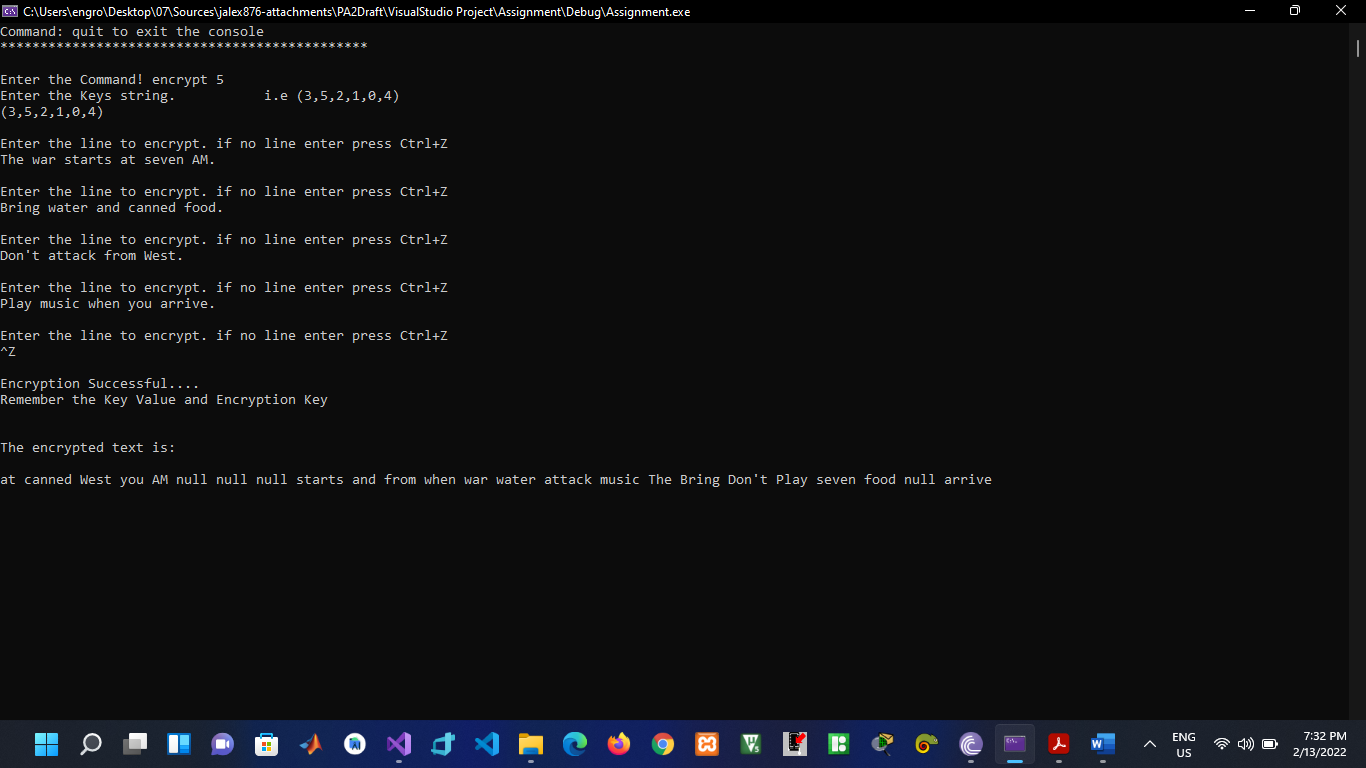 C:\Users\engro\Desktop\07\Sources\jalex876-attachments\PA2Draft\VisualStudio Project\Assignment\Debug\Assignment.exe
Command: quit to exit the console
**********************************************
Enter the Command! encrypt 5
Enter the Keys string.           i.e (3,5,2,1,0,4)
(3,5,2,1,0,4)
Enter the line to encrypt. if no line enter press Ctrl+Z
The war starts at seven AM.
Enter the line to encrypt. if no line enter press Ctrl+Z
Bring water and canned food.
Enter the line to encrypt. if no line enter press Ctrl+Z
Don't attack from West.
Enter the line to encrypt. if no line enter press Ctrl+Z
Play music when you arrive.
Enter the line to encrypt. if no line enter press Ctrl+Z
^Z
Encryption Successful....
Remember the Key Value and Encryption Key
The encrypted text is:
at canned West you AM null null null starts and from when war water attack music The Bring Don't Play seven food null arrive
ENG
US
7:32 PM
2/13/2022